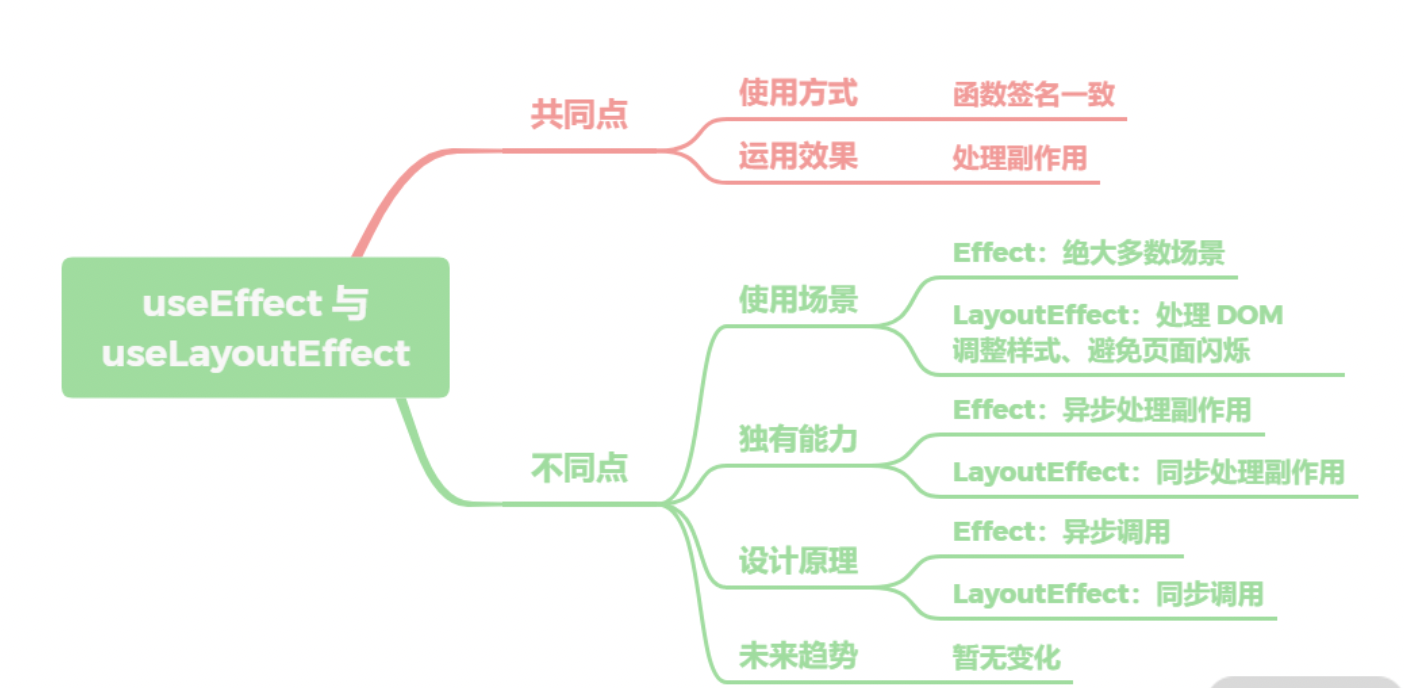 useEffect 与
useLayoutEffect
共同点
使用方式
函数签名一致
运用效果
处理副作用
不同点
使用场景
Effect：绝大多数场景
LayoutEffect：处理 DOM
调整样式、避免页面闪烁
独有能力
Effect：异步处理副作用
LayoutEffect：同步处理副作用
设计原理
Effect：异步调用
LayoutEffect：同步调用
未来趋势
暂无变化